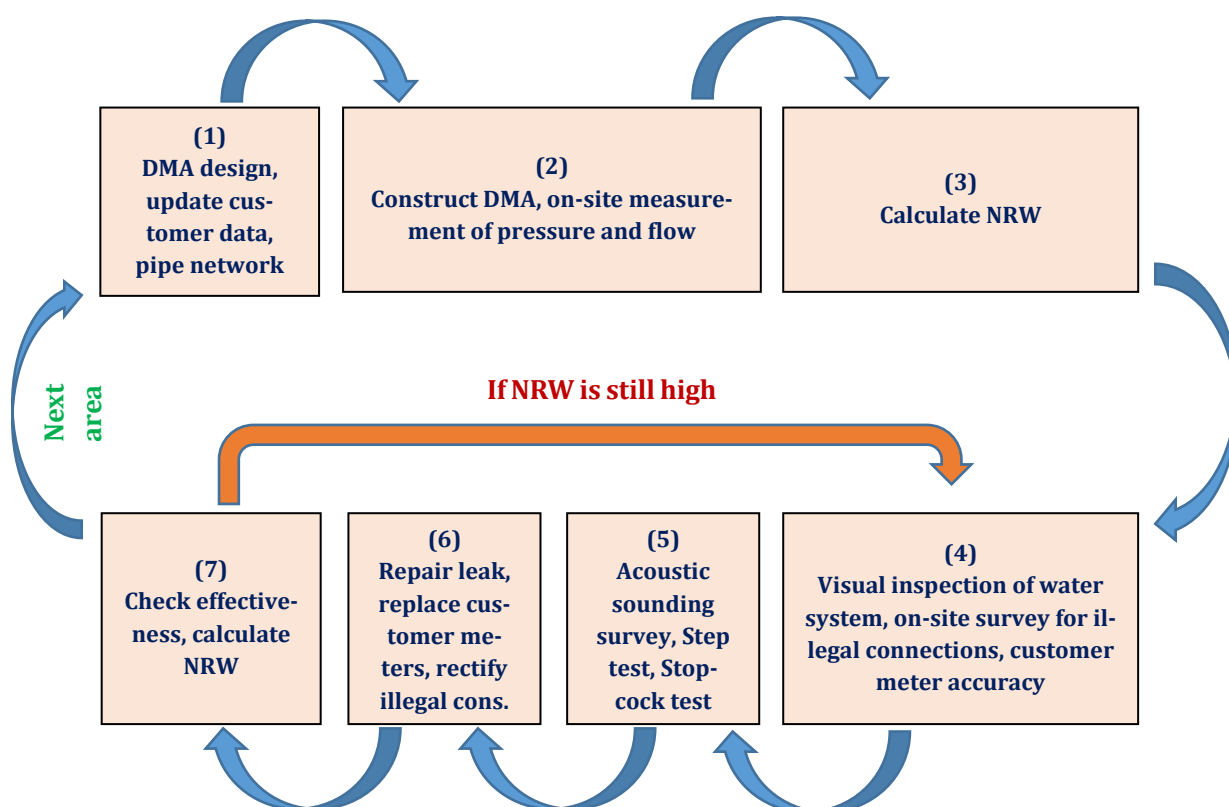 (1)
DMA design,
update cus-
tomer data,
pipe network
(2)
Construct DMA, on-site measure-
ment of pressure and flow
(3)
Calculate NRW
Next
area
If NRW is still high
(7)
Check effective-
ness, calculate
NRW
(6)
Repair leak,
replace cus-
tomer me-
ters, rectify
illegal cons.
(5)
Acoustic
sounding
survey, Step
test, Stop-
cock test
(4)
Visual inspection of water
system, on-site survey for il-
legal connections, customer
meter accuracy